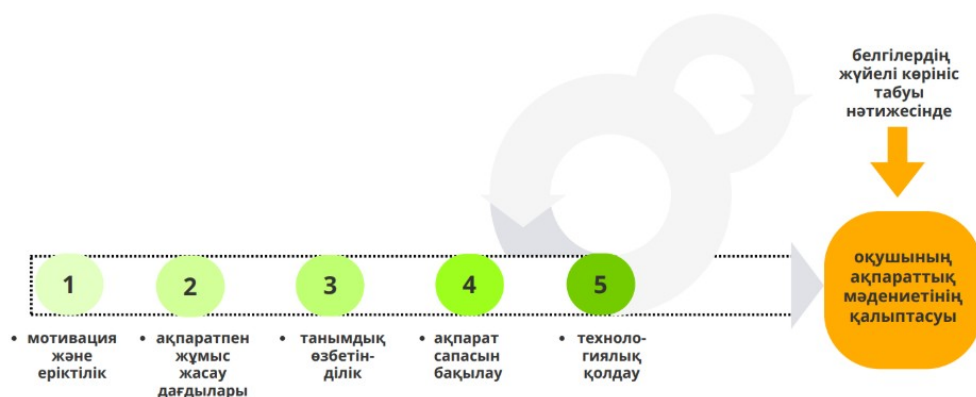 белгілердің
жүйелі көрініс
табуы
нәтижесінде
1
2
3
4
5
оқушының
ақпараттық
мәдениетінің
қалыптасуы
• мотивация
және
еріктілік
• ақпаратпен
жұмыс
жасау
дағдылары
• танымдық
өзбетін-
ділік
• ақпарат
сапасын
бақылау
• техноло-
гиялық
қолдау